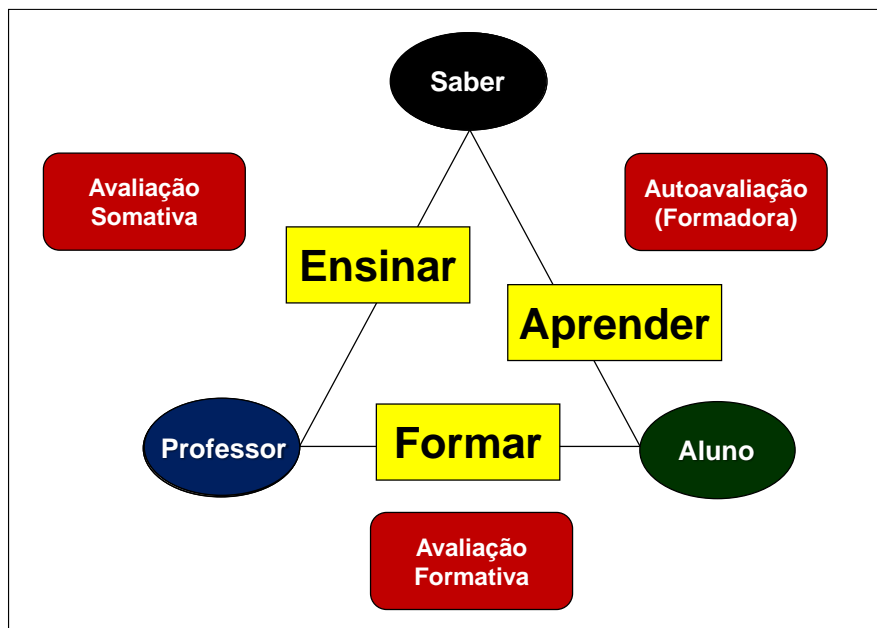 Saber
Avaliação
Somativa
Autoavaliação
(Formadora)
Ensinar
Aprender
Professor
Formar
Aluno
Avaliação
Formativa